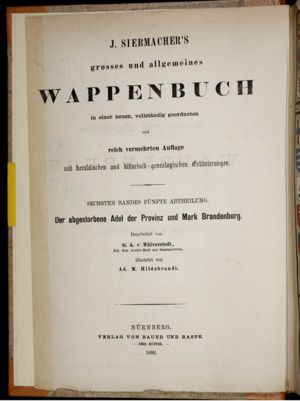 J. SIEBMACHER'S
grosses und allgemeines
WAPPENBUCH
in einer neuen, vollständig geordneten
und
reich vermehrten Auflage
mit heraldischen und historisch-genealogischen Erläuterungen.
SECHSTEN BANDES FÜNFTE ABTHEILUNG.
Der abgestorbene Adel der Provinz und Mark Brandenburg.
Bearbeitet von
G. A. v. Mülverstedt,
Illustrirt von
Ad. M. Hildebrandt.
NÜRNBERG.
VERLAG VON BAUER UND RASPE.
1880.